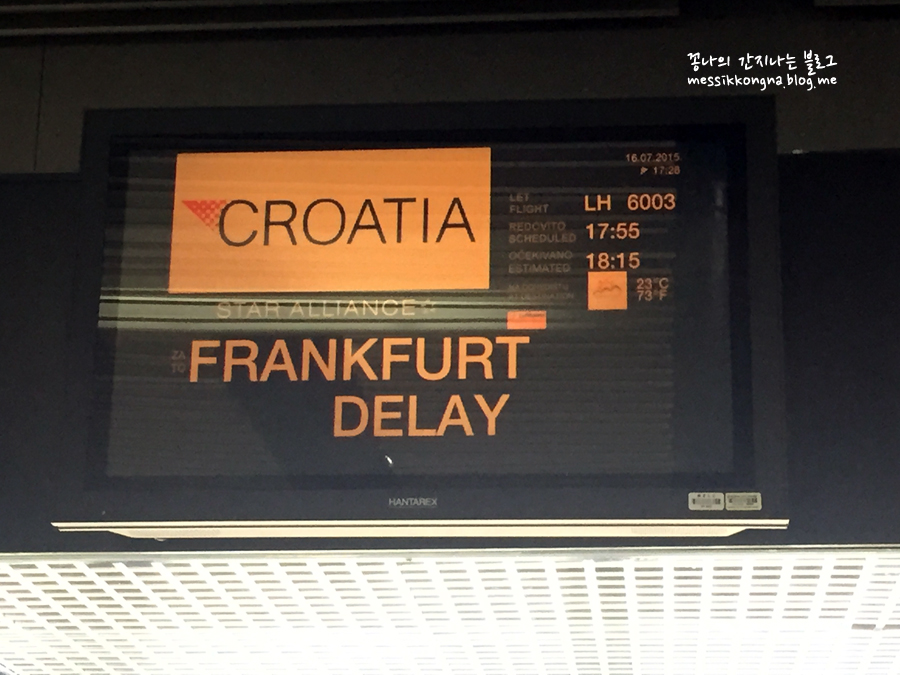 꽁나의 간지나는 블로그
messikkongna.blog.me
16.07.2015
17:28
CROATIA
LET
FLIGHT
LH 6003
REDOVITO
SCHEDULED
17:55
OČEKIVANO
ESTIMATED
18:15
23°C
73°F
STAR ALLIANCE
ZA
TO
FRANKFURT
DELAY
HANTAREX